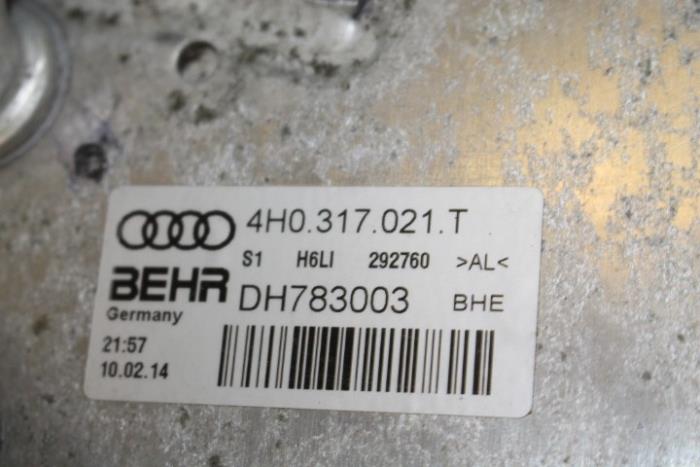 4H0.317.021.T
S1 H6LI 292760 >AL<
BEHR DH783003 BHE
Germany
21:57
10.02.14